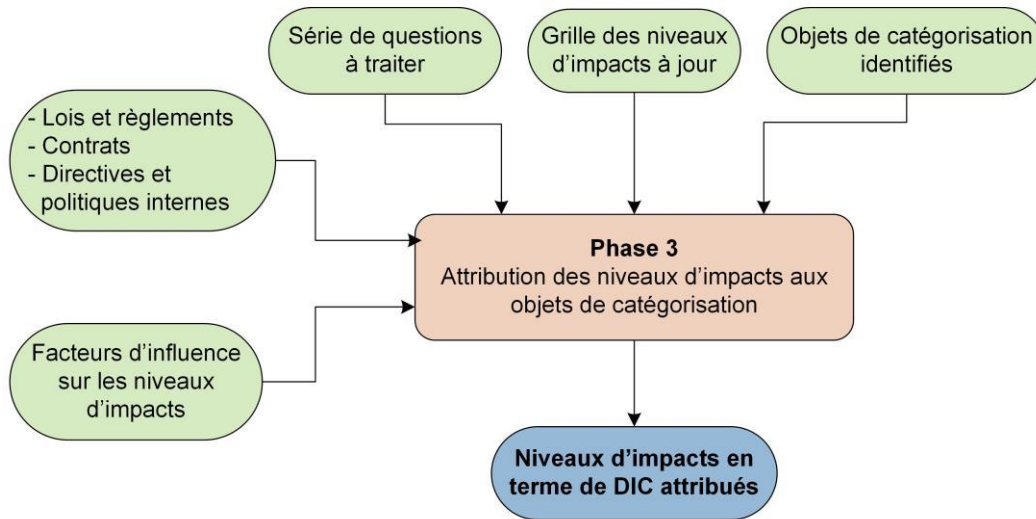 Série de questions
à traiter
Grille des niveaux
d'impacts à jour
Objets de catégorisation
identifiés
- Lois et règlements
- Contrats
- Directives et
politiques internes
Phase 3
Attribution des niveaux d'impacts aux
objets de catégorisation
Facteurs d'influence
sur les niveaux
d'impacts
Niveaux d'impacts en
terme de DIC attribués